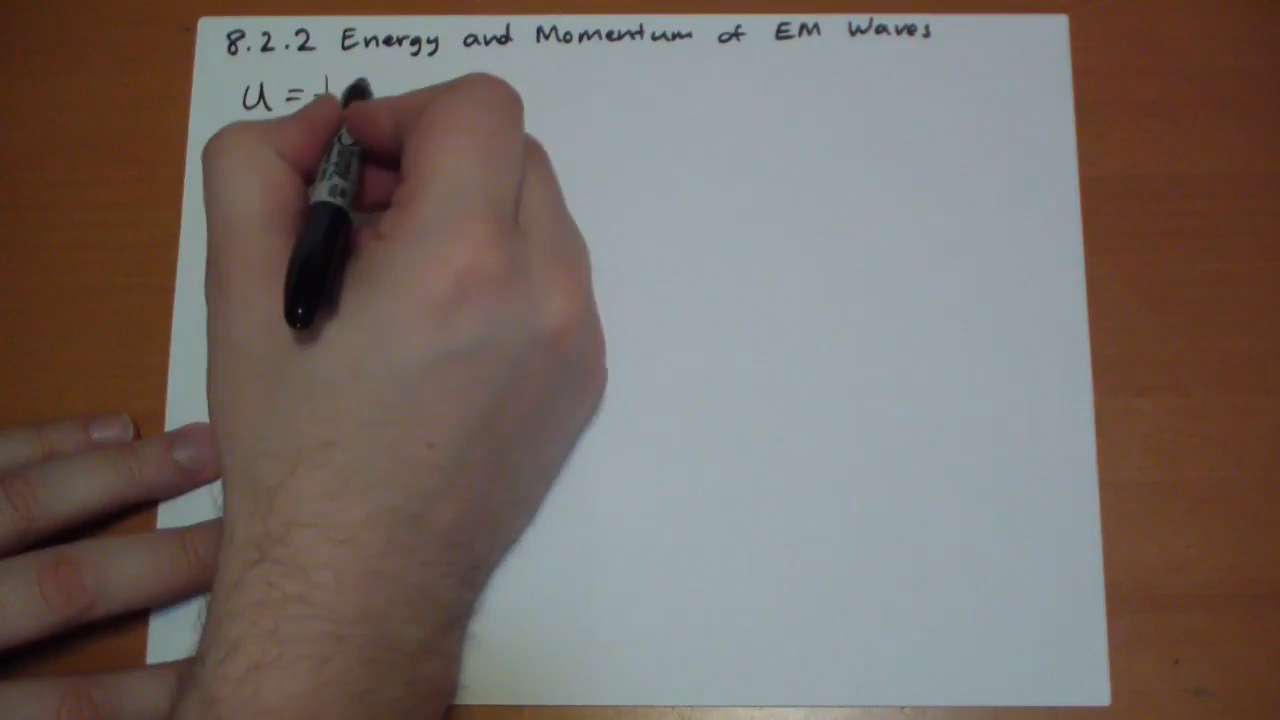 8.2.2 Energy and Momentum of EM Waves
U =